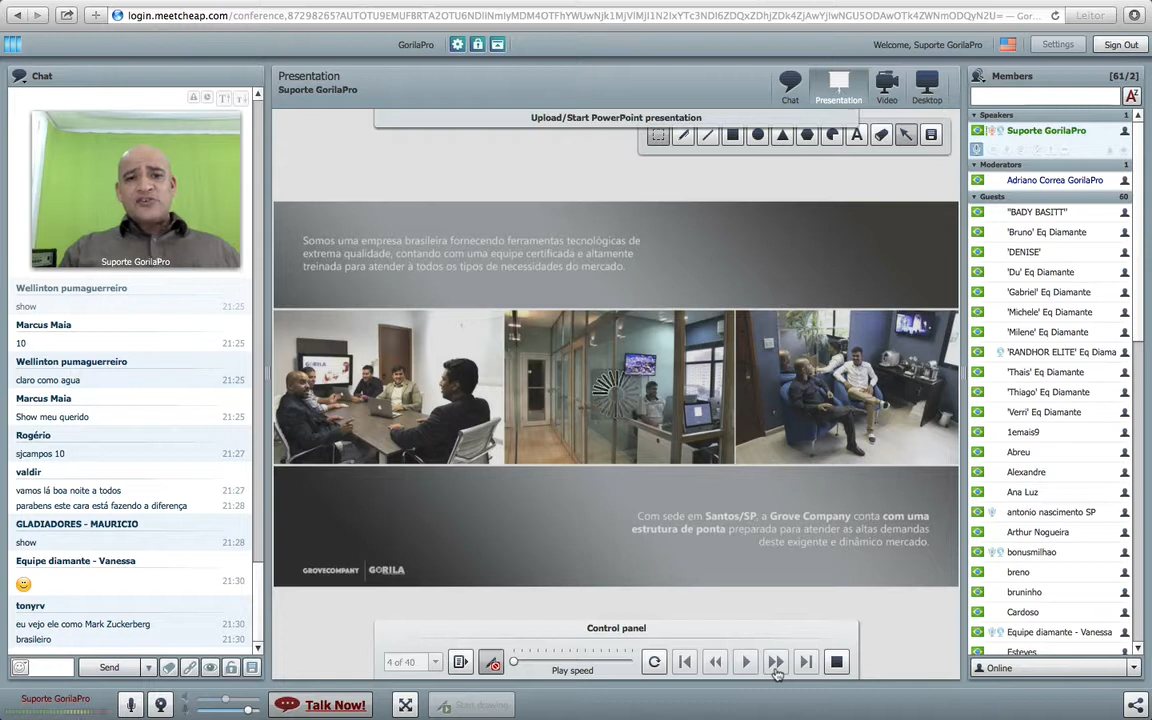 Leitor
GorilaPro
Welcome, Suporte GorilaPro
Settings
Sign Out
Chat
Suporte GorilaPro
Wellinton pumaguerreiro
show 21:25
Marcus Maia
10 21:25
Wellinton pumaguerreiro
claro como agua 21:25
Marcus Maia
Show meu querido 21:25
Rogério
sjcampos 10 21:27
valdir
vamos lá boa noite a todos 21:27
parabens este cara está fazendo a diferença 21:28
GLADIADORES - MAURICIO
show 21:28
Equipe diamante - Vanessa
21:30
tonyrv
eu vejo ele como Mark Zuckerberg 21:30
brasileiro 21:30
Send
Presentation
Suporte GorilaPro
Chat
Presentation
Video
Desktop
Upload/Start PowerPoint presentation
Somos uma empresa brasileira fornecendo ferramentas tecnológicas de
extrema qualidade, contando com uma equipe certificada e altamente
treinada para atender à todos os tipos de necessidades do mercado.
GORILA
Com sede em Santos/SP, a Grove Company conta com uma
estrutura de ponta preparada para atender as altas demandas
deste exigente e dinâmico mercado.
GROVECOMPANY GORILA
Control panel
4 of 40
Play speed
Members [61/2]
Speakers 1
Suporte GorilaPro
Moderators 1
Adriano Correa GorilaPro
Guests 60
"BADY BASITT"
'Bruno' Eq Diamante
'DENISE'
'Du' Eq Diamante
'Gabriel' Eq Diamante
'Michele' Eq Diamante
'Milene' Eq Diamante
'RANDHOR ELITE' Eq Diama
'Thais' Eq Diamante
'Thiago' Eq Diamante
'Verri' Eq Diamante
1emais9
Abreu
Alexandre
Ana Luz
antonio nascimento SP
Arthur Nogueira
bonusmilhao
breno
bruninho
Cardoso
Equipe diamante - Vanessa
Esteves
Online
Suporte GorilaPro
Talk Now!
Start drawing